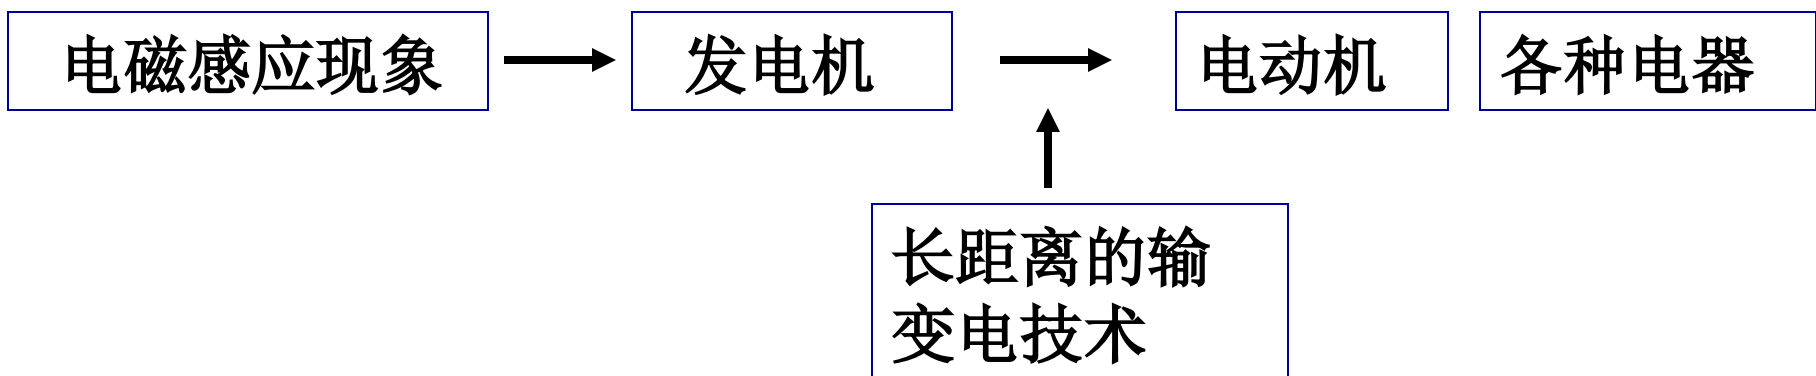 电磁感应现象
发电机
电动机
各种电器
长距离的输
变电技术